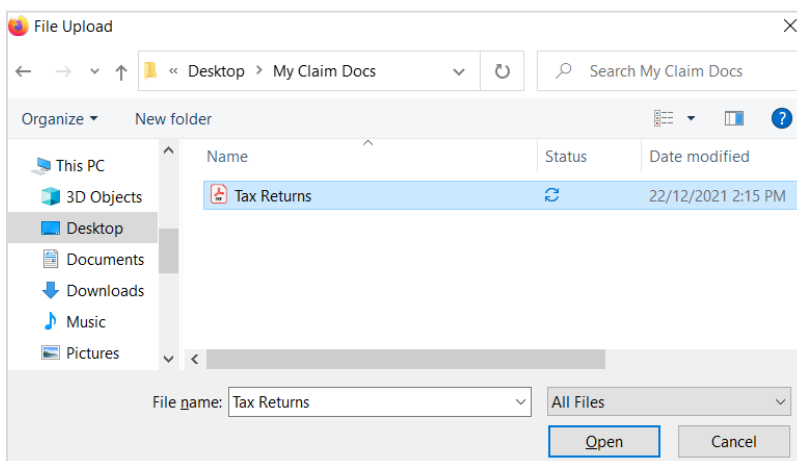 File Upload
« Desktop > My Claim Docs
Search My Claim Docs
Organize
New folder
?
This PC
3D Objects
Desktop
Documents
Downloads
Music
Pictures
Name Status Date modified
Tax Returns 22/12/2021 2:15 PM
File name: Tax Returns All Files
Open Cancel